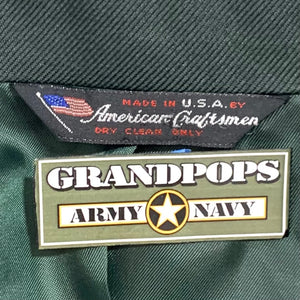 MADE IN U.S.A. BY
American Craftsmen
DRY CLEAN ONLY
GRANDPOPS
ARMY NAVY